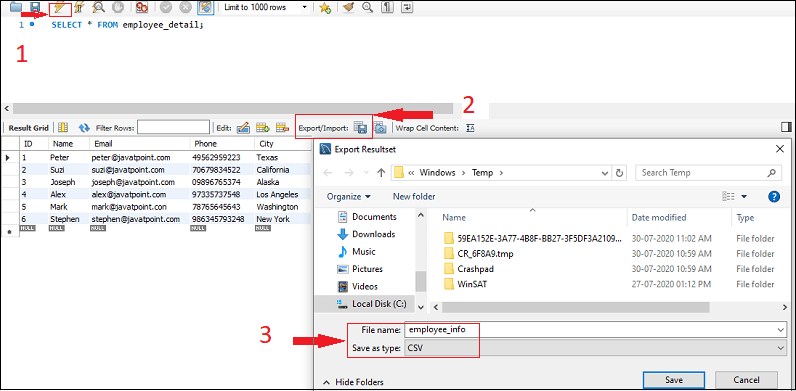 Limit to 1000 rows
1 SELECT * FROM employee_detail;
1
2
Result Grid Filter Rows: Edit: Export/Import: Wrap Cell Content:
ID Name Email Phone City
1 Peter peter@javatpoint.com 49562959223 Texas
2 Suzi suzi@javatpoint.com 70679834522 California
3 Joseph joseph@javatpoint.com 09896765374 Alaska
4 Alex alex@javatpoint.com 97335737548 Los Angeles
5 Mark mark@javatpoint.con 78765645643 Washington
6 Stephen stephen@javatpoint.com 986345793248 New York
NULL NULL NULL NULL NULL
Export Resultset
« Windows › Temp
Search Temp
Organize New folder
Documents
Downloads
Music
Pictures
Videos
Local Disk (C:)
Name Date modified Type
59EA152E-3A77-4B8F-BB27-3F5DF3A2109... 30-07-2020 11:02 AM File folder
CR_6F8A9.tmp 30-07-2020 10:59 AM File folder
Crashpad 30-07-2020 10:59 AM File folder
WinSAT 27-07-2020 01:12 PM File folder
3
File name: employee_info
Save as type: CSV
Hide Folders
Save Cancel